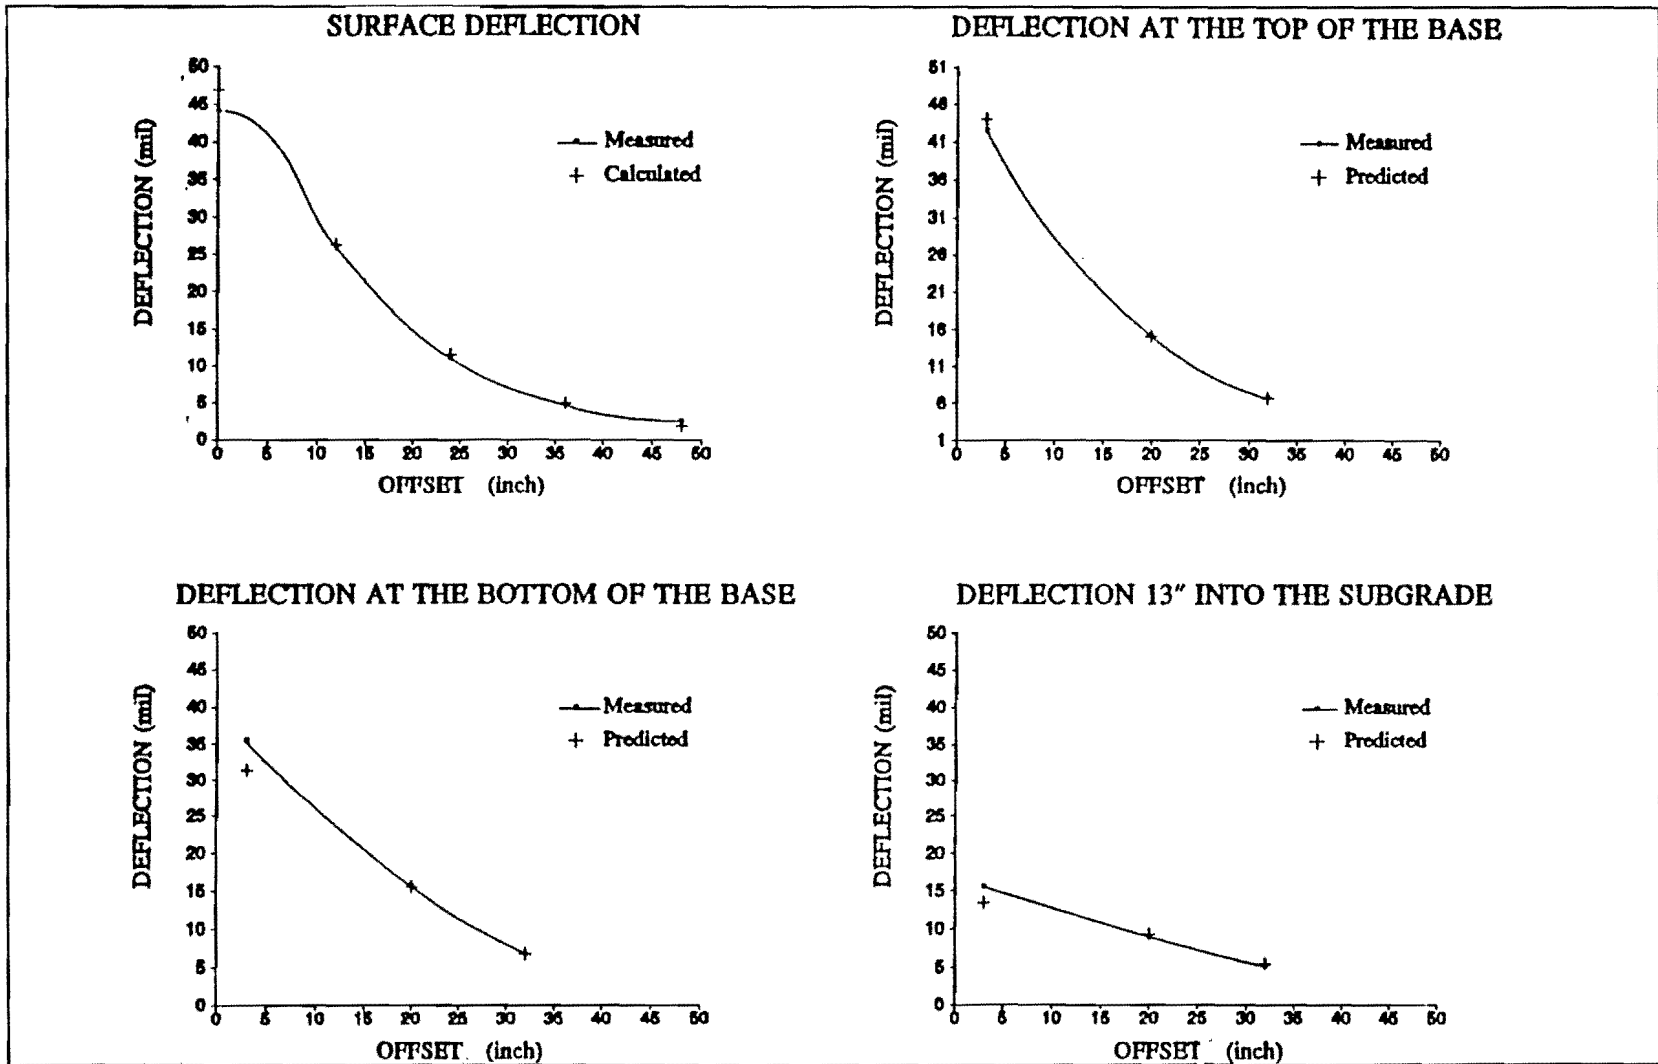 SURFACE DEFLECTION
50
45
40
35
30
25
20
15
10
5
0
DEFLECTION (mil)
Measured
Calculated
0 5 10 15 20 25 30 35 40 45 50
OFFSET (inch)
DEFLECTION AT THE TOP OF THE BASE
51
46
41
36
31
26
21
16
11
6
1
DEFLECTION (mil)
Measured
Predicted
0 5 10 15 20 25 30 35 40 45 50
OFFSET (inch)
DEFLECTION AT THE BOTTOM OF THE BASE
50
45
40
35
30
25
20
15
10
5
0
DEFLECTION (mil)
Measured
Predicted
0 5 10 15 20 25 30 35 40 45 50
OFFSET (inch)
DEFLECTION 13" INTO THE SUBGRADE
50
45
40
35
30
25
20
15
10
5
0
DEFLECTION (mil)
Measured
Predicted
0 5 10 15 20 25 30 35 40 45 50
OFFSET (inch)